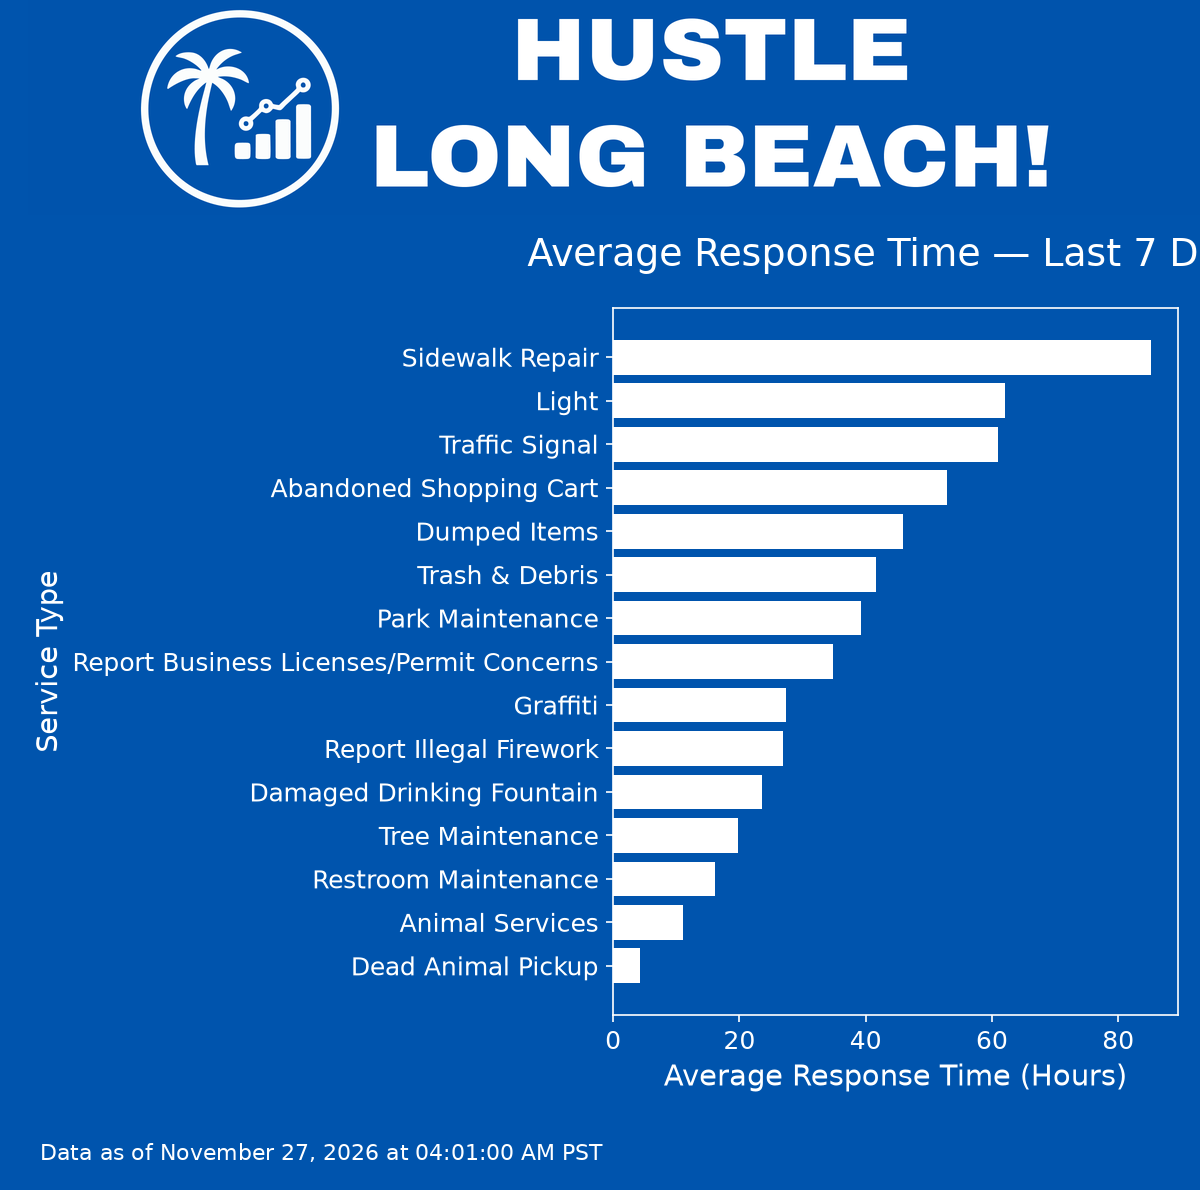 HUSTLE
LONG BEACH!
Average Response Time — Last 7 D
Service Type
Sidewalk Repair
Light
Traffic Signal
Abandoned Shopping Cart
Dumped Items
Trash & Debris
Park Maintenance
Report Business Licenses/Permit Concerns
Graffiti
Report Illegal Firework
Damaged Drinking Fountain
Tree Maintenance
Restroom Maintenance
Animal Services
Dead Animal Pickup
0 20 40 60 80
Average Response Time (Hours)
Data as of November 27, 2026 at 04:01:00 AM PST